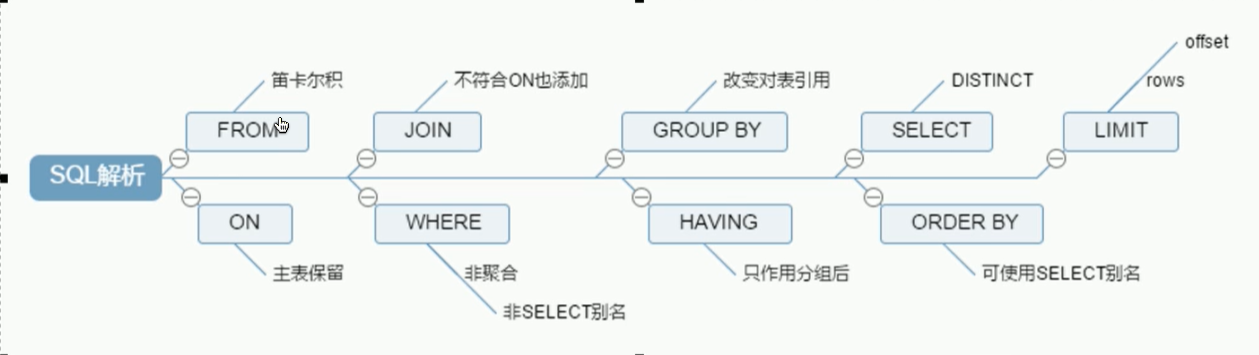 offset
笛卡尔积
不符合ON也添加
改变对表引用
DISTINCT
rows
FROM
JOIN
GROUP BY
SELECT
LIMIT
SQL解析
ON
WHERE
HAVING
ORDER BY
主表保留
非聚合
只作用分组后
可使用SELECT别名
非SELECT别名